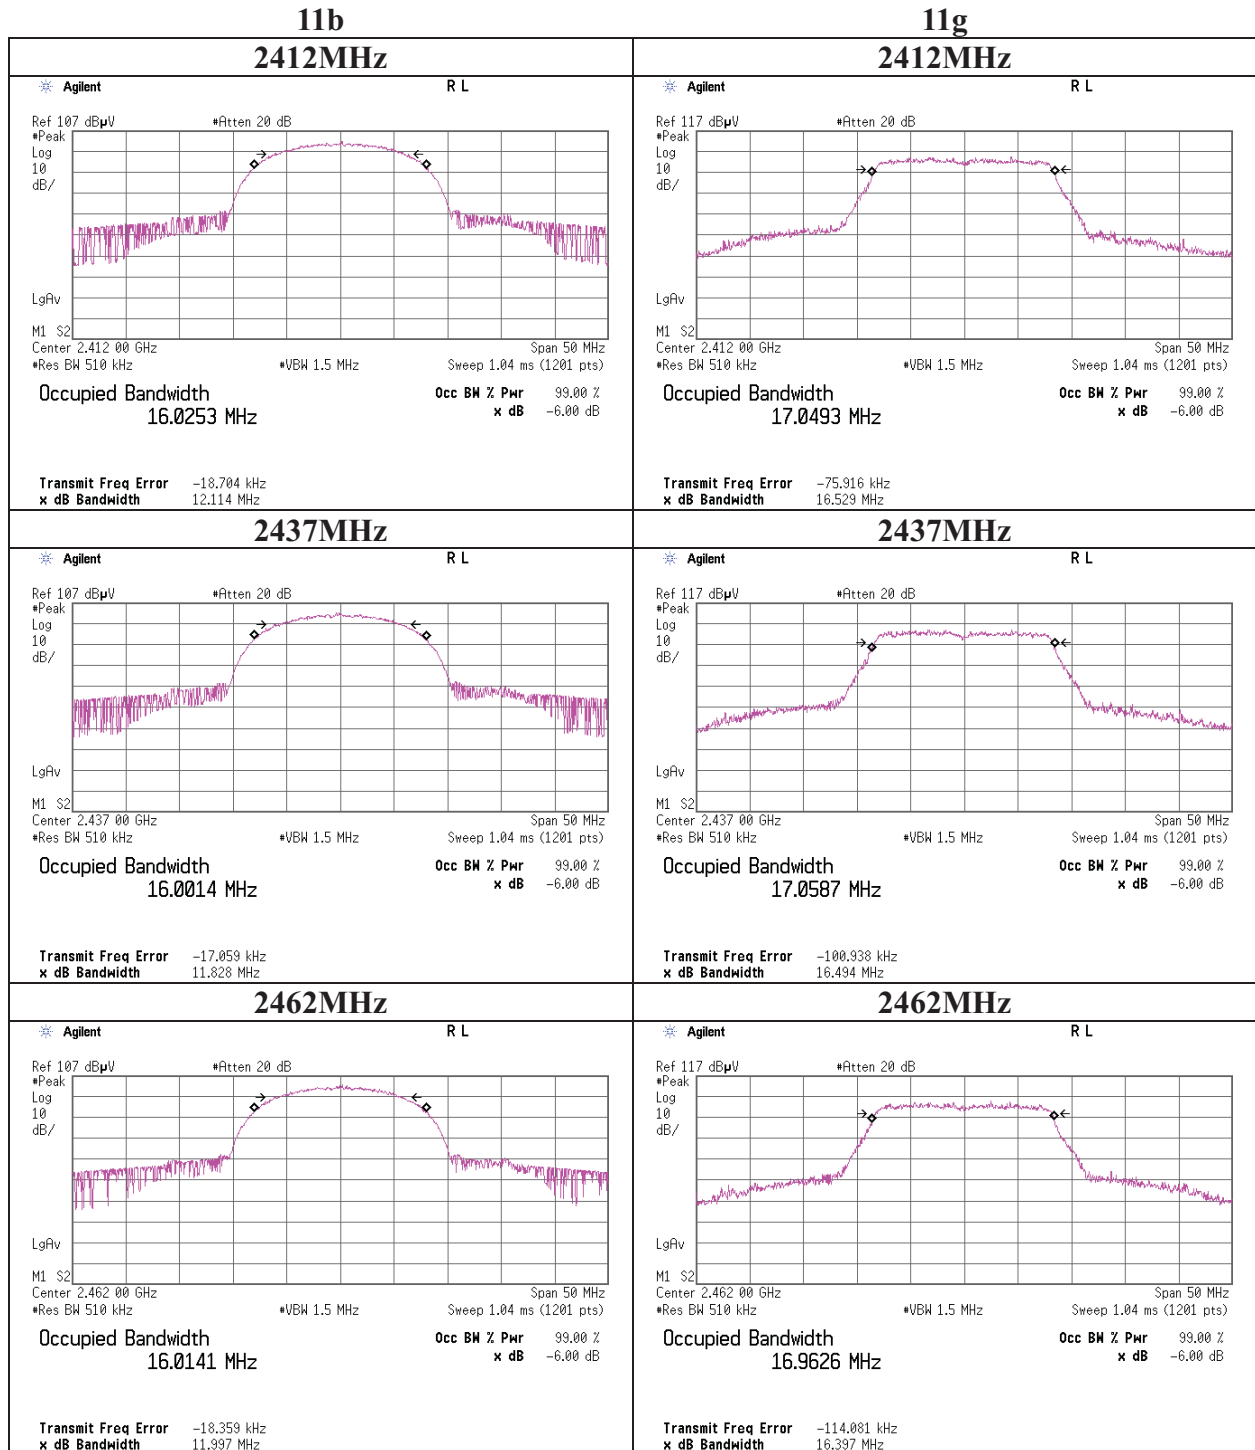 11b
11g
2412MHz
2412MHz
Agilent
R L
Ref 107 dBµV
#Atten 20 dB
#Peak
Log
10
dB/
LgAv
M1 S2
Center 2.412 00 GHz
Span 50 MHz
#Res BW 510 kHz
#VBW 1.5 MHz
Sweep 1.04 ms (1201 pts)
Occupied Bandwidth
16.0253 MHz
Occ BW % Pwr 99.00 %
x dB -6.00 dB
Transmit Freq Error -18.704 kHz
x dB Bandwidth 12.114 MHz
Agilent
R L
Ref 117 dBµV
#Atten 20 dB
#Peak
Log
10
dB/
LgAv
M1 S2
Center 2.412 00 GHz
Span 50 MHz
#Res BW 510 kHz
#VBW 1.5 MHz
Sweep 1.04 ms (1201 pts)
Occupied Bandwidth
17.0493 MHz
Occ BW % Pwr 99.00 %
x dB -6.00 dB
Transmit Freq Error -75.916 kHz
x dB Bandwidth 16.529 MHz
2437MHz
2437MHz
Agilent
R L
Ref 107 dBµV
#Atten 20 dB
#Peak
Log
10
dB/
LgAv
M1 S2
Center 2.437 00 GHz
Span 50 MHz
#Res BW 510 kHz
#VBW 1.5 MHz
Sweep 1.04 ms (1201 pts)
Occupied Bandwidth
16.0014 MHz
Occ BW % Pwr 99.00 %
x dB -6.00 dB
Transmit Freq Error -17.059 kHz
x dB Bandwidth 11.828 MHz
Agilent
R L
Ref 117 dBµV
#Atten 20 dB
#Peak
Log
10
dB/
LgAv
M1 S2
Center 2.437 00 GHz
Span 50 MHz
#Res BW 510 kHz
#VBW 1.5 MHz
Sweep 1.04 ms (1201 pts)
Occupied Bandwidth
17.0587 MHz
Occ BW % Pwr 99.00 %
x dB -6.00 dB
Transmit Freq Error -100.938 kHz
x dB Bandwidth 16.494 MHz
2462MHz
2462MHz
Agilent
R L
Ref 107 dBµV
#Atten 20 dB
#Peak
Log
10
dB/
LgAv
M1 S2
Center 2.462 00 GHz
Span 50 MHz
#Res BW 510 kHz
#VBW 1.5 MHz
Sweep 1.04 ms (1201 pts)
Occupied Bandwidth
16.0141 MHz
Occ BW % Pwr 99.00 %
x dB -6.00 dB
Transmit Freq Error -18.359 kHz
x dB Bandwidth 11.997 MHz
Agilent
R L
Ref 117 dBµV
#Atten 20 dB
#Peak
Log
10
dB/
LgAv
M1 S2
Center 2.462 00 GHz
Span 50 MHz
#Res BW 510 kHz
#VBW 1.5 MHz
Sweep 1.04 ms (1201 pts)
Occupied Bandwidth
16.9626 MHz
Occ BW % Pwr 99.00 %
x dB -6.00 dB
Transmit Freq Error -114.081 kHz
x dB Bandwidth 16.397 MHz